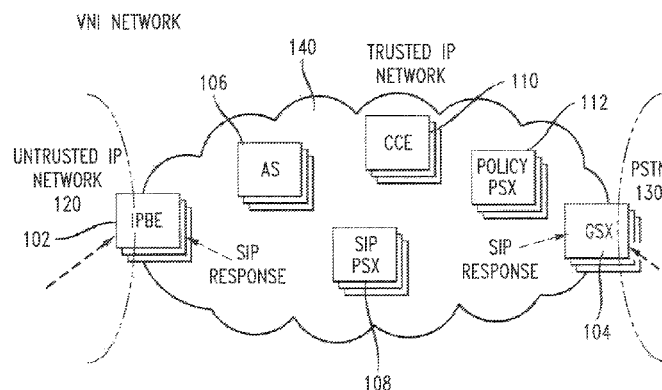 VNI NETWORK
140
TRUSTED IP
NETWORK
106
110
112
AS
CCE
POLICY
PSX
UNTRUSTED IP
NETWORK
120
PSTN
130
102
PBE
SIP
RESPONSE
SIP
PSX
SIP
RESPONSE
GSX
104
108